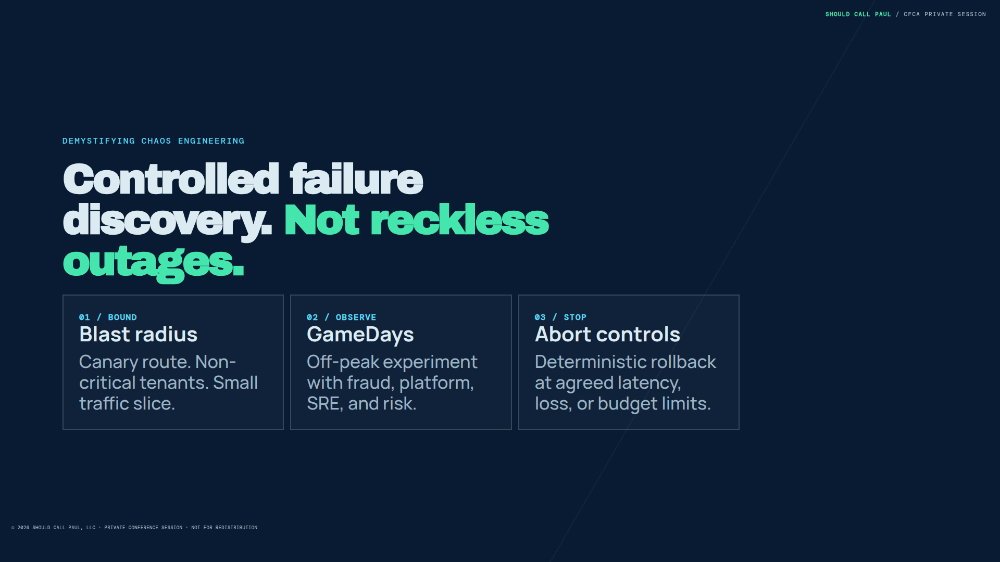 SHOULD CALL PAUL / CFCA PRIVATE SESSION
DEMYSTIFYING CHAOS ENGINEERING
Controlled failure
discovery. Not reckless
outages.
01 / BOUND
Blast radius
Canary route. Non-
critical tenants. Small
traffic slice.
02 / OBSERVE
GameDays
Off-peak experiment
with fraud, platform,
SRE, and risk.
03 / STOP
Abort controls
Deterministic rollback
at agreed latency,
loss, or budget limits.
© 2026 SHOULD CALL PAUL, LLC · PRIVATE CONFERENCE SESSION · NOT FOR REDISTRIBUTION